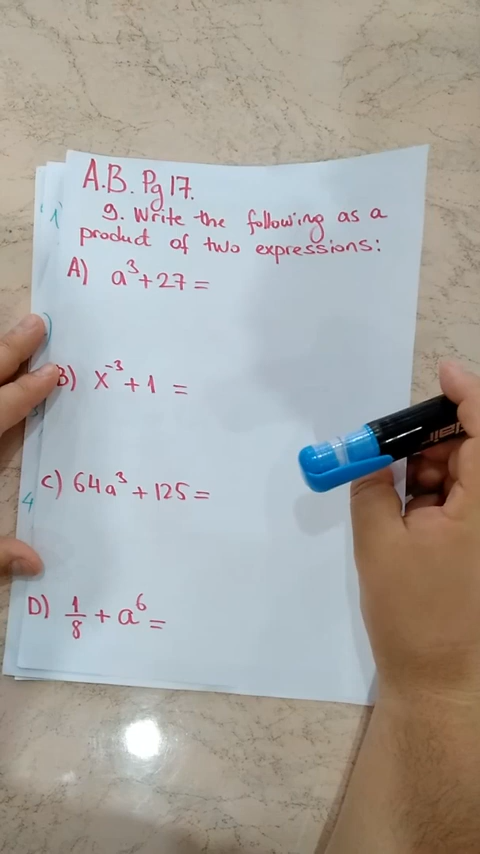 A.B. Pg 17.
9. Write the following as a
product of two expressions:
A) a³+27=
B) x⁻³+1=
C) 64a³+125=
4
D) 1/8+a⁶=